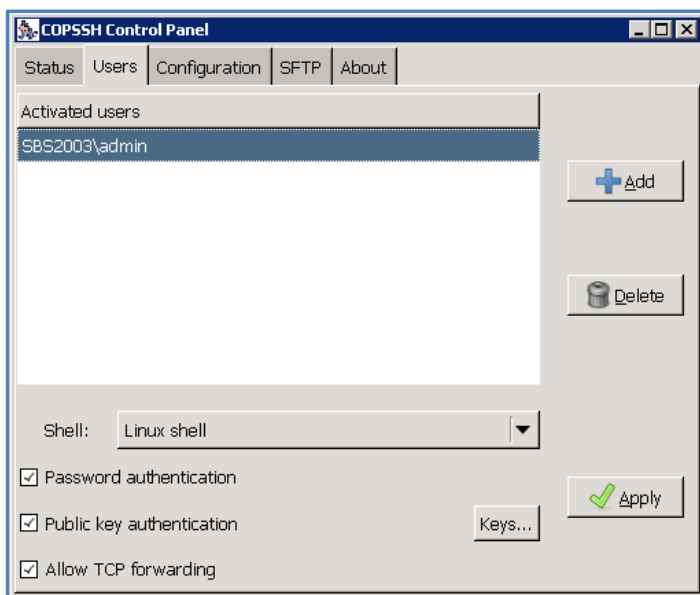 COPSSH Control Panel
Status Users Configuration SFTP About
Activated users
SBS2003\admin
Add
Delete
Shell: Linux shell
Password authentication
Apply
Public key authentication Keys...
Allow TCP forwarding